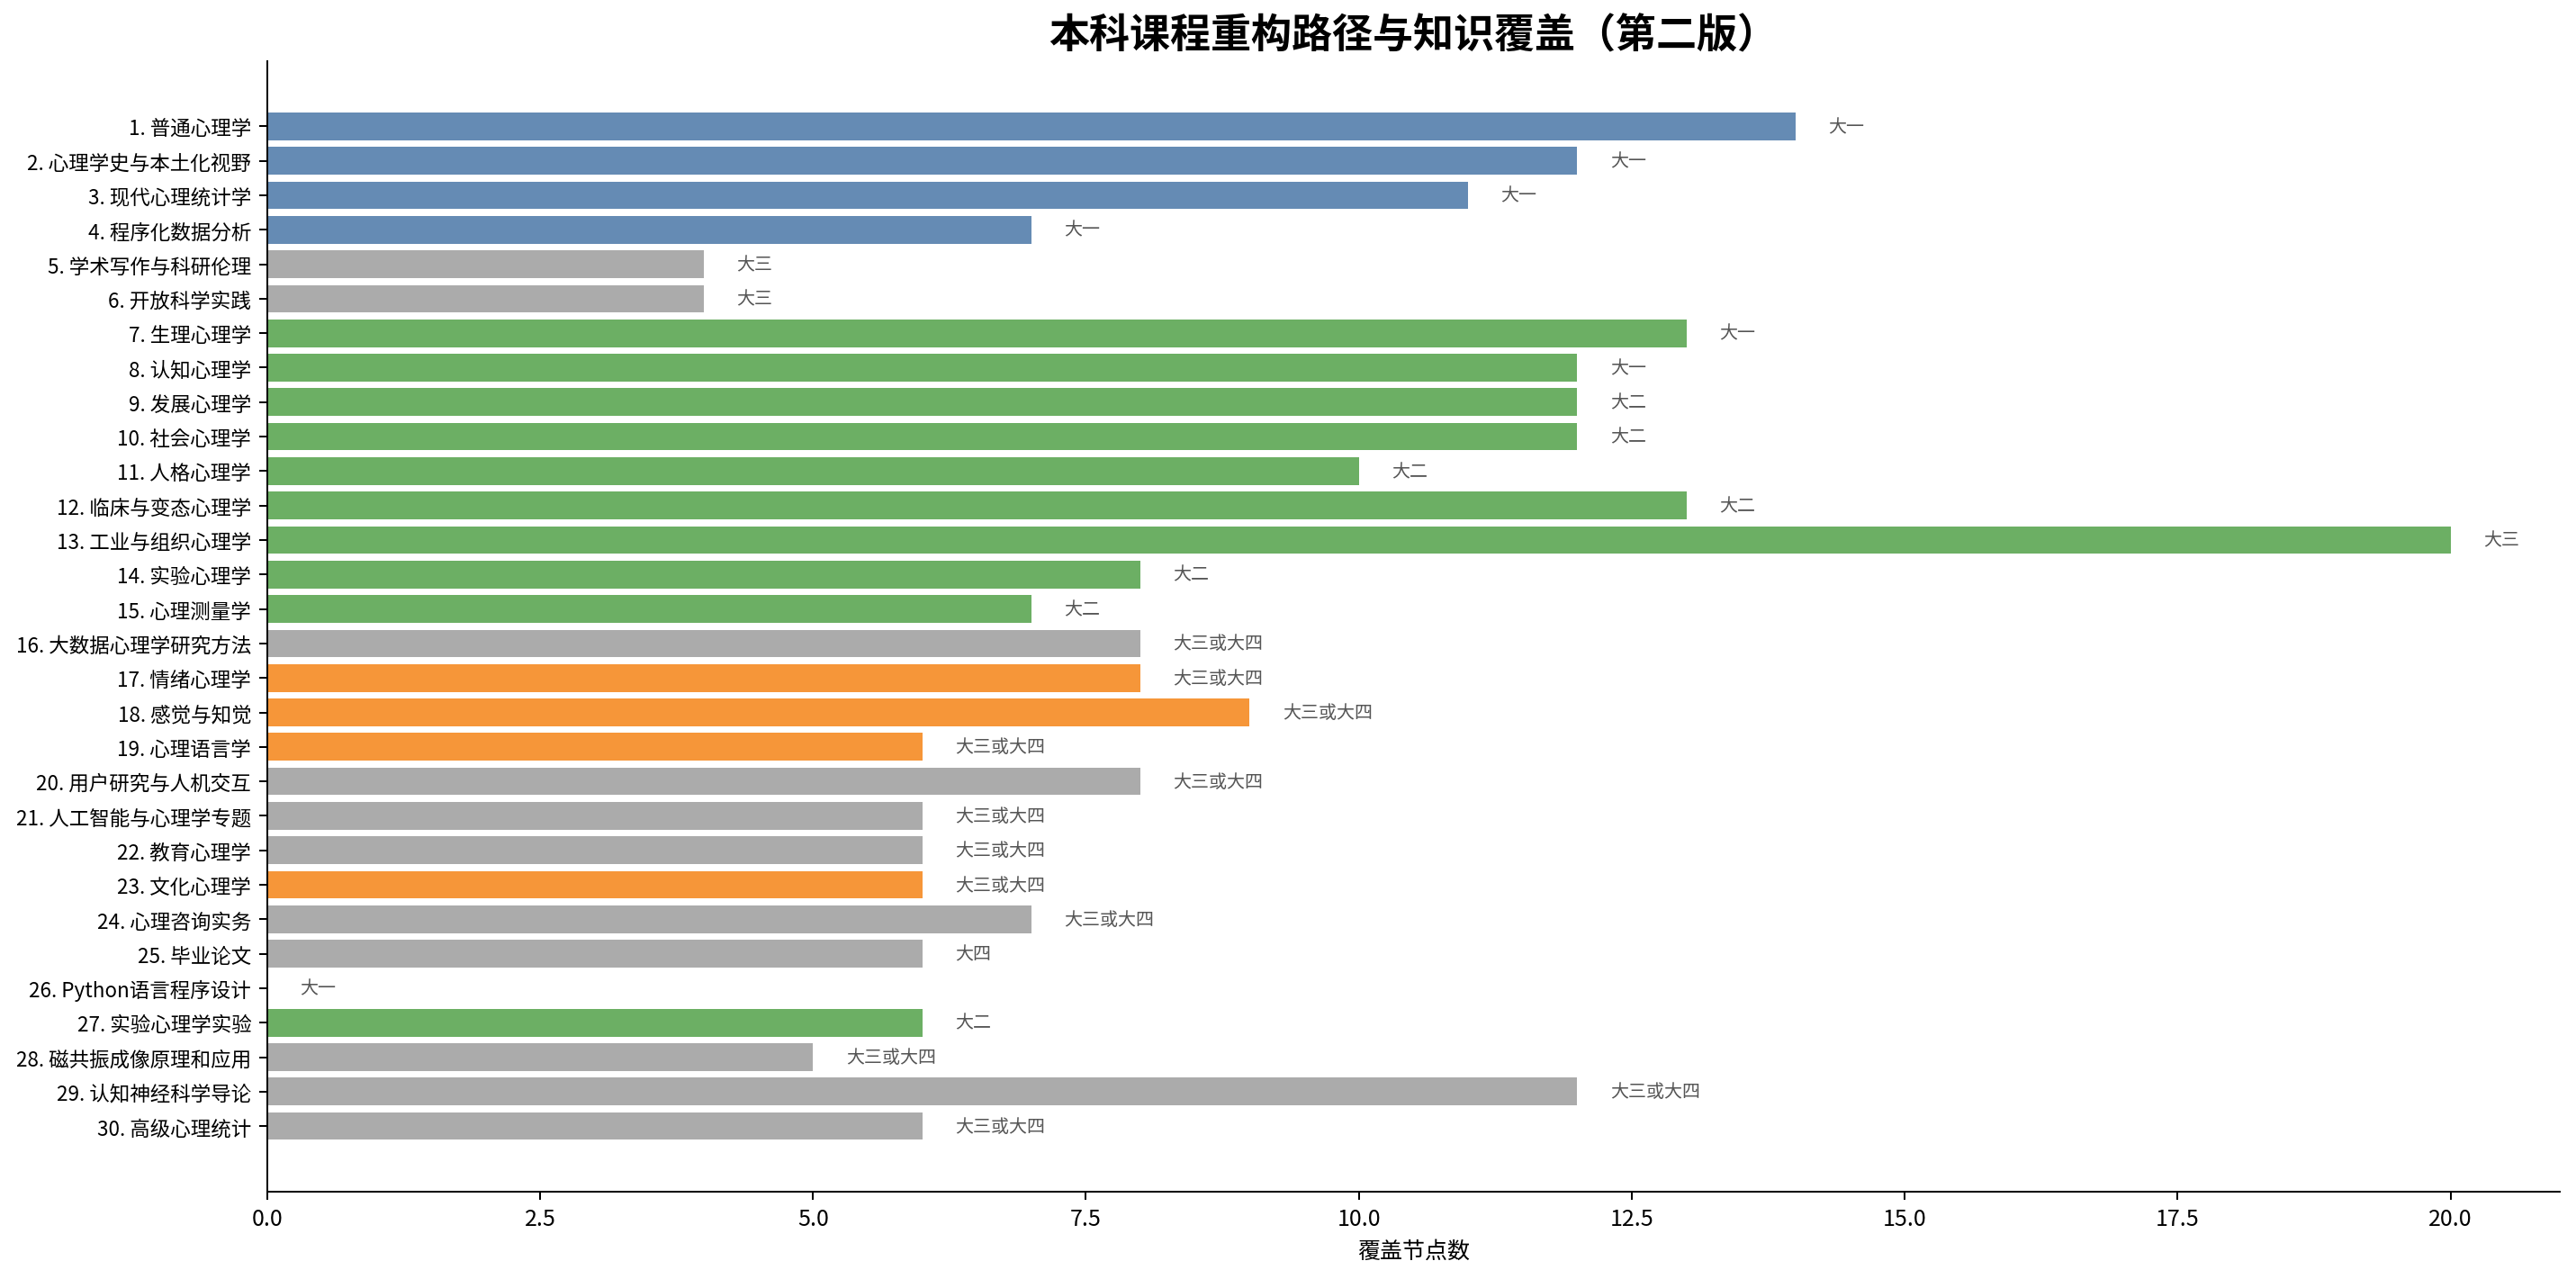 本科课程重构路径与知识覆盖（第二版）
1. 普通心理学 大一
2. 心理学史与本土化视野 大一
3. 现代心理统计学 大一
4. 程序化数据分析 大一
5. 学术写作与科研伦理 大三
6. 开放科学实践 大三
7. 生理心理学 大一
8. 认知心理学 大一
9. 发展心理学 大二
10. 社会心理学 大二
11. 人格心理学 大二
12. 临床与变态心理学 大二
13. 工业与组织心理学 大三
14. 实验心理学 大二
15. 心理测量学 大二
16. 大数据心理学研究方法 大三或大四
17. 情绪心理学 大三或大四
18. 感觉与知觉 大三或大四
19. 心理语言学 大三或大四
20. 用户研究与人机交互 大三或大四
21. 人工智能与心理学专题 大三或大四
22. 教育心理学 大三或大四
23. 文化心理学 大三或大四
24. 心理咨询实务 大三或大四
25. 毕业论文 大四
26. Python语言程序设计 大一
27. 实验心理学实验 大二
28. 磁共振成像原理和应用 大三或大四
29. 认知神经科学导论 大三或大四
30. 高级心理统计 大三或大四
0.0 2.5 5.0 7.5 10.0 12.5 15.0 17.5 20.0
覆盖节点数